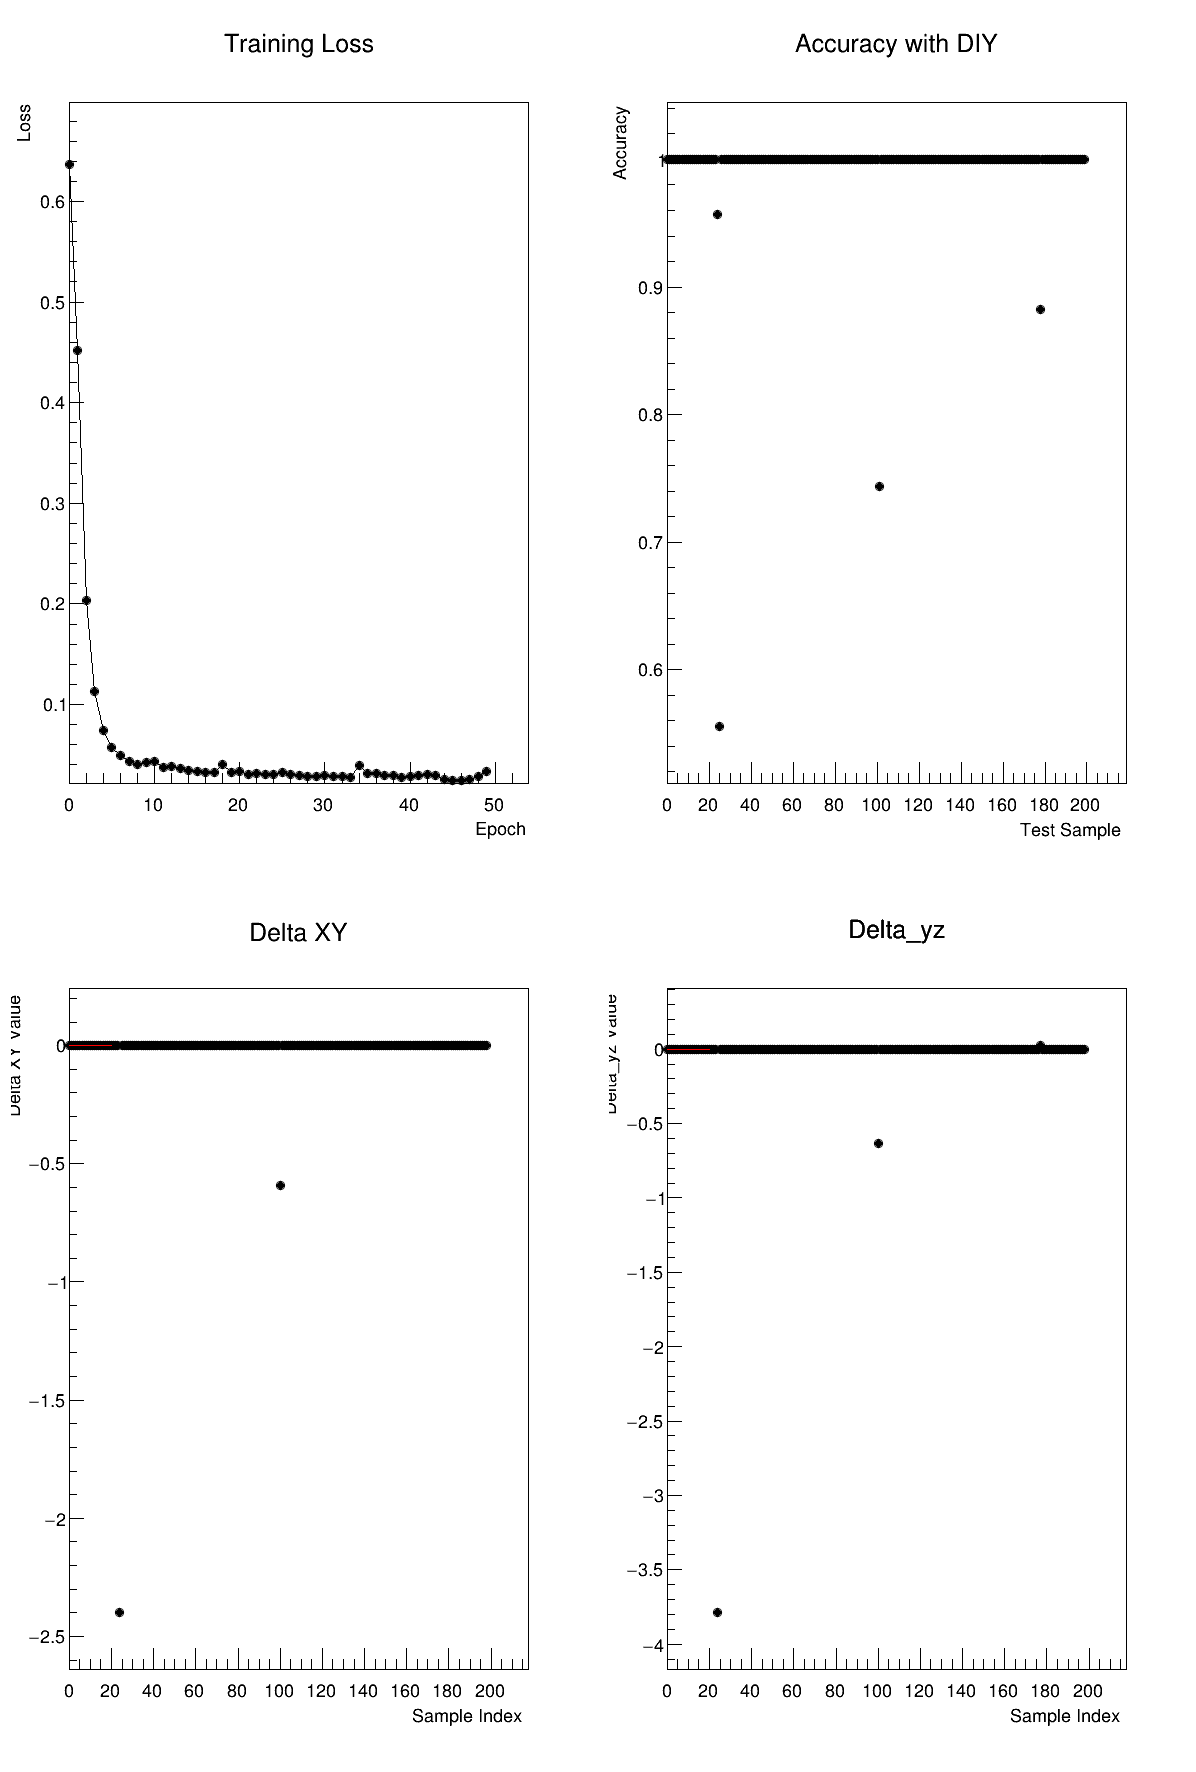 Training Loss
Loss
0.6
0.5
0.4
0.3
0.2
0.1
0 10 20 30 40 50
Epoch
Accuracy with DIY
Accuracy
1
0.9
0.8
0.7
0.6
0 20 40 60 80 100 120 140 160 180 200
Test Sample
Delta XY
Delta XY Value
0
−0.5
−1
−1.5
−2
−2.5
0 20 40 60 80 100 120 140 160 180 200
Sample Index
Delta_yz
Delta_yz Value
0
−0.5
−1
−1.5
−2
−2.5
−3
−3.5
−4
0 20 40 60 80 100 120 140 160 180 200
Sample Index